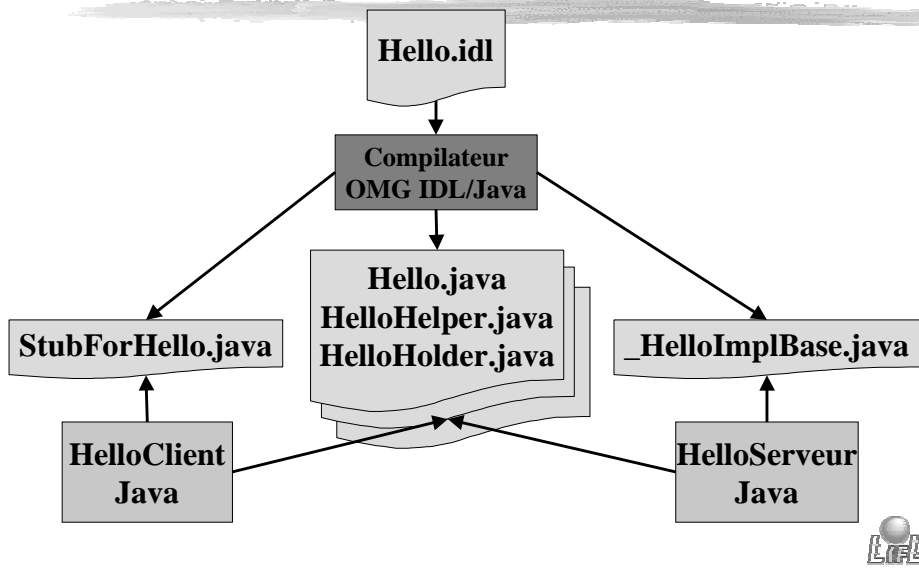 Hello.idl
Compilateur
OMG IDL/Java
Hello.java
HelloHelper.java
HelloHolder.java
StubForHello.java
_HelloImplBase.java
HelloClient
Java
HelloServeur
Java